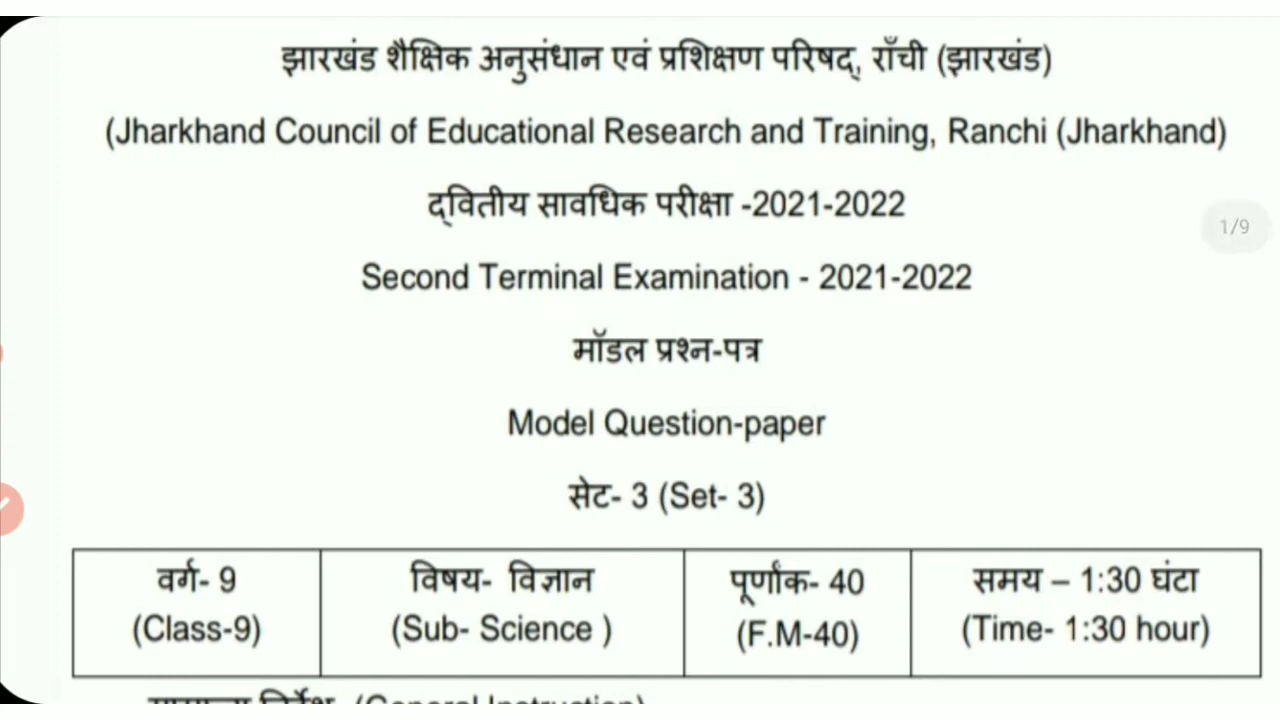 झारखंड शैक्षिक अनुसंधान एवं प्रशिक्षण परिषद्, राँची (झारखंड)
(Jharkhand Council of Educational Research and Training, Ranchi (Jharkhand)
द्वितीय सावधिक परीक्षा -2021-2022
1/9
Second Terminal Examination - 2021-2022
मॉडल प्रश्न-पत्र
Model Question-paper
सेट- 3 (Set- 3)
वर्ग- 9 विषय- विज्ञान पूर्णांक- 40 समय – 1:30 घंटा
(Class-9) (Sub- Science ) (F.M-40) (Time- 1:30 hour)
सामान्य निर्देश (General Instruction)